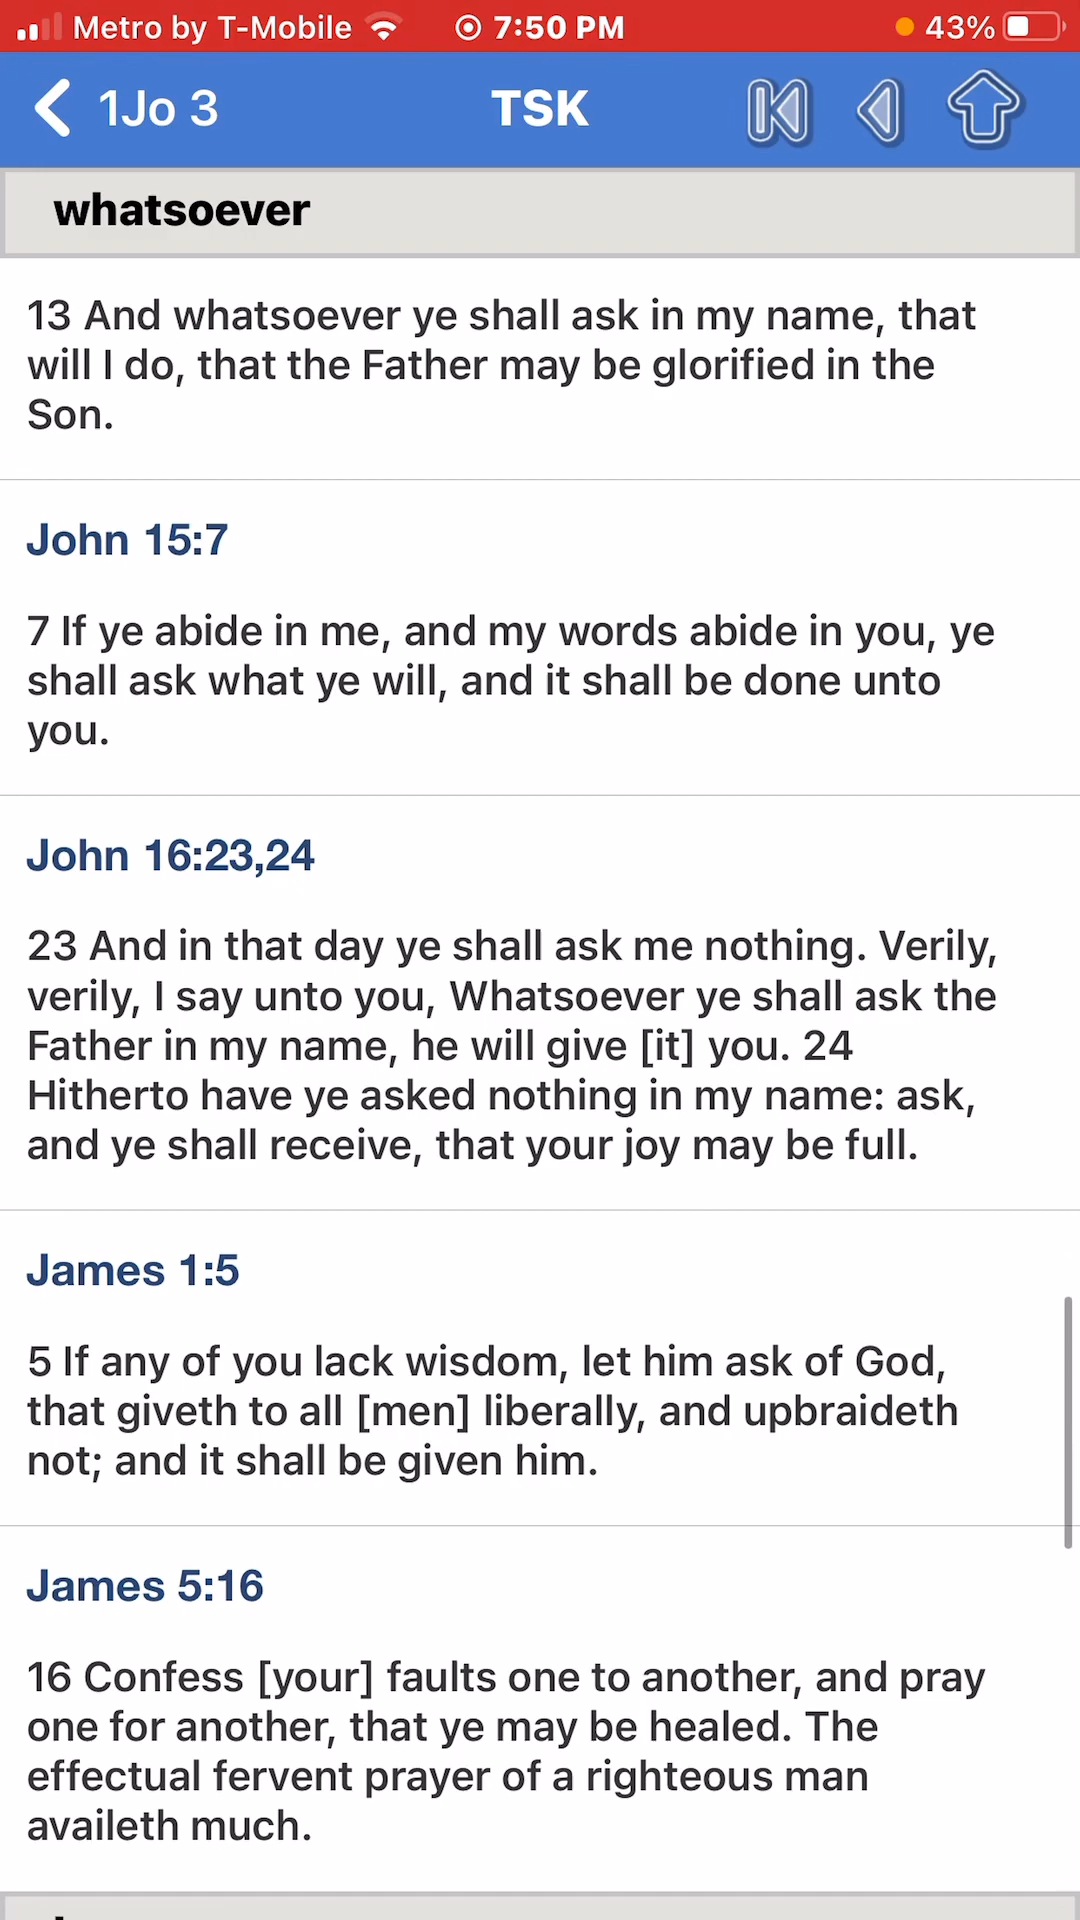 Metro by T-Mobile 7:50 PM 43%
1Jo 3 TSK
whatsoever
13 And whatsoever ye shall ask in my name, that
will I do, that the Father may be glorified in the
Son.
John 15:7
7 If ye abide in me, and my words abide in you, ye
shall ask what ye will, and it shall be done unto
you.
John 16:23,24
23 And in that day ye shall ask me nothing. Verily,
verily, I say unto you, Whatsoever ye shall ask the
Father in my name, he will give [it] you. 24
Hitherto have ye asked nothing in my name: ask,
and ye shall receive, that your joy may be full.
James 1:5
5 If any of you lack wisdom, let him ask of God,
that giveth to all [men] liberally, and upbraideth
not; and it shall be given him.
James 5:16
16 Confess [your] faults one to another, and pray
one for another, that ye may be healed. The
effectual fervent prayer of a righteous man
availeth much.